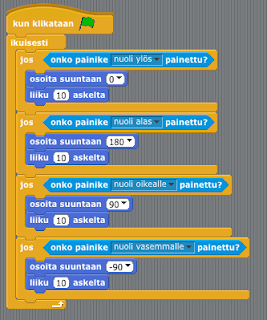 kun klikataan
ikuisesti
jos onko painike nuoli ylös painettu?
osoita suuntaan 0
liiku 10 askelta
jos onko painike nuoli alas painettu?
osoita suuntaan 180
liiku 10 askelta
jos onko painike nuoli oikealle painettu?
osoita suuntaan 90
liiku 10 askelta
jos onko painike nuoli vasemmalle painettu?
osoita suuntaan -90
liiku 10 askelta